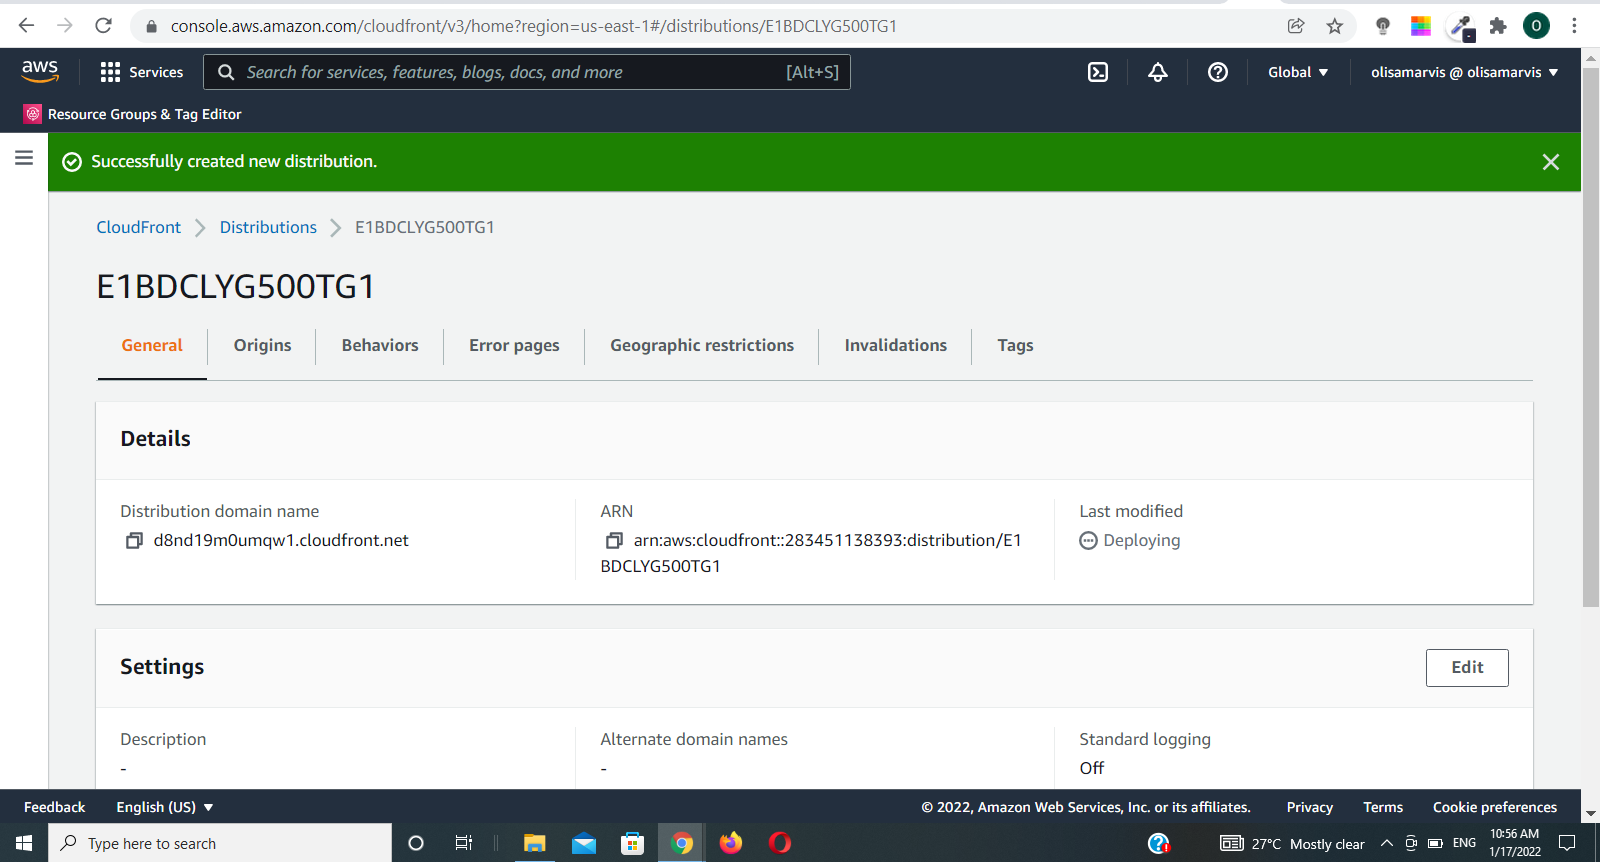 console.aws.amazon.com/cloudfront/v3/home?region=us-east-1#/distributions/E1BDCLYG500TG1
O
aws
Services
Search for services, features, blogs, docs, and more [Alt+S]
Global
olisamarvis @ olisamarvis
Resource Groups & Tag Editor
Successfully created new distribution.
CloudFront
Distributions
E1BDCLYG500TG1
E1BDCLYG500TG1
General
Origins
Behaviors
Error pages
Geographic restrictions
Invalidations
Tags
Details
Distribution domain name
d8nd19m0umqw1.cloudfront.net
ARN
arn:aws:cloudfront::283451138393:distribution/E1
BDCLYG500TG1
Last modified
Deploying
Settings
Edit
Description
-
Alternate domain names
-
Standard logging
Off
Feedback
English (US)
© 2022, Amazon Web Services, Inc. or its affiliates.
Privacy
Terms
Cookie preferences
Type here to search
27°C Mostly clear
ENG
10:56 AM
1/17/2022